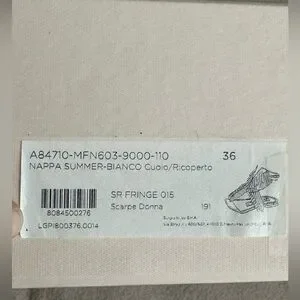 A84710-MFN603-9000-110 36
NAPPA SUMMER-BIANCO Cuoio/Ricoperto
SR FRINGE 015
8084500276
Scarpe Donna 191
LGPI800376.0014